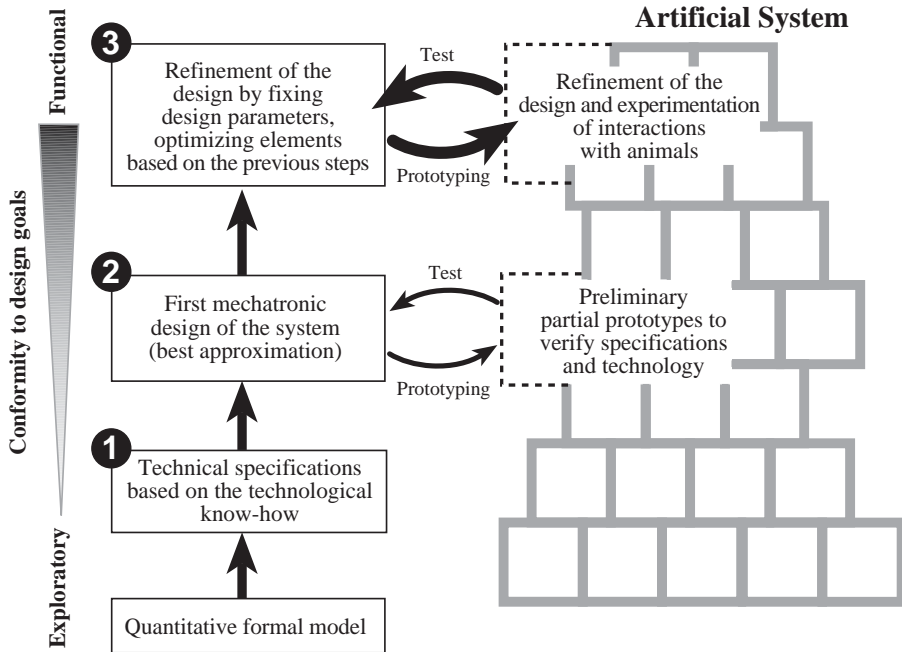 Artificial System
Functional
Conformity to design goals
Exploratory
3
Refinement of the
design by fixing
design parameters,
optimizing elements
based on the previous steps
Test
Prototyping
Refinement of the
design and experimentation
of interactions
with animals
2
First mechatronic
design of the system
(best approximation)
Test
Prototyping
Preliminary
partial prototypes to
verify specifications
and technology
1
Technical specifications
based on the technological
know-how
Quantitative formal model